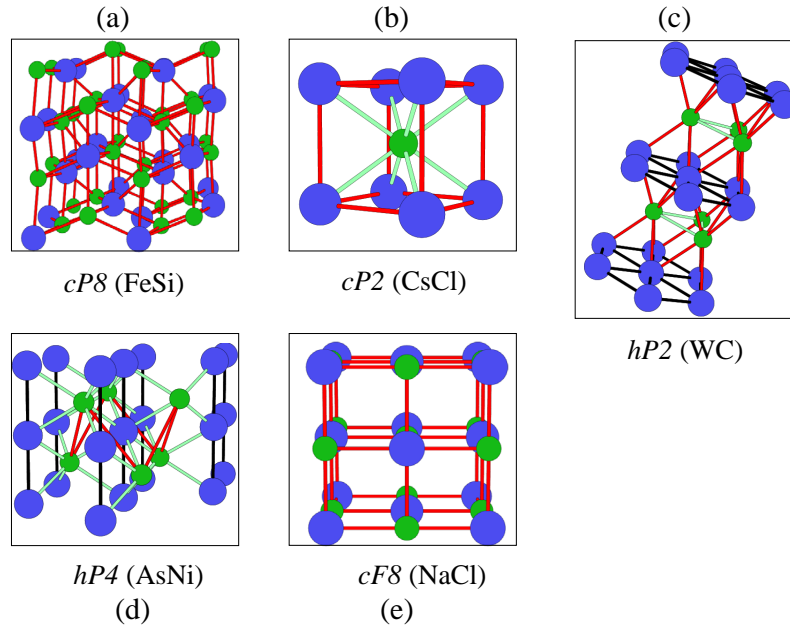 (a)
(b)
(c)
cP8 (FeSi)
cP2 (CsCl)
hP2 (WC)
hP4 (AsNi)
cF8 (NaCl)
(d)
(e)